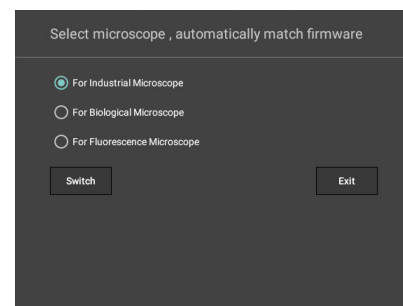 Select microscope , automatically match firmware
For Industrial Microscope
For Biological Microscope
For Fluorescence Microscope
Switch
Exit